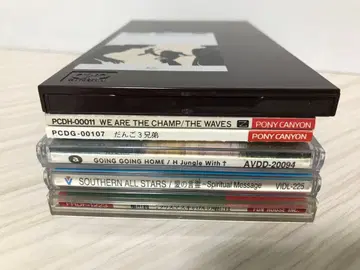 PCDH-00011 WE ARE THE CHAMP/THE WAVES PONY CANYON
PCDG-00107 だんご3兄弟 PONY CANYON
GOING GOING HOME / H Jungle With t AVDD-20094
SOUTHERN ALL STARS / 愛の言霊 -Spiritual Message VIDL-225